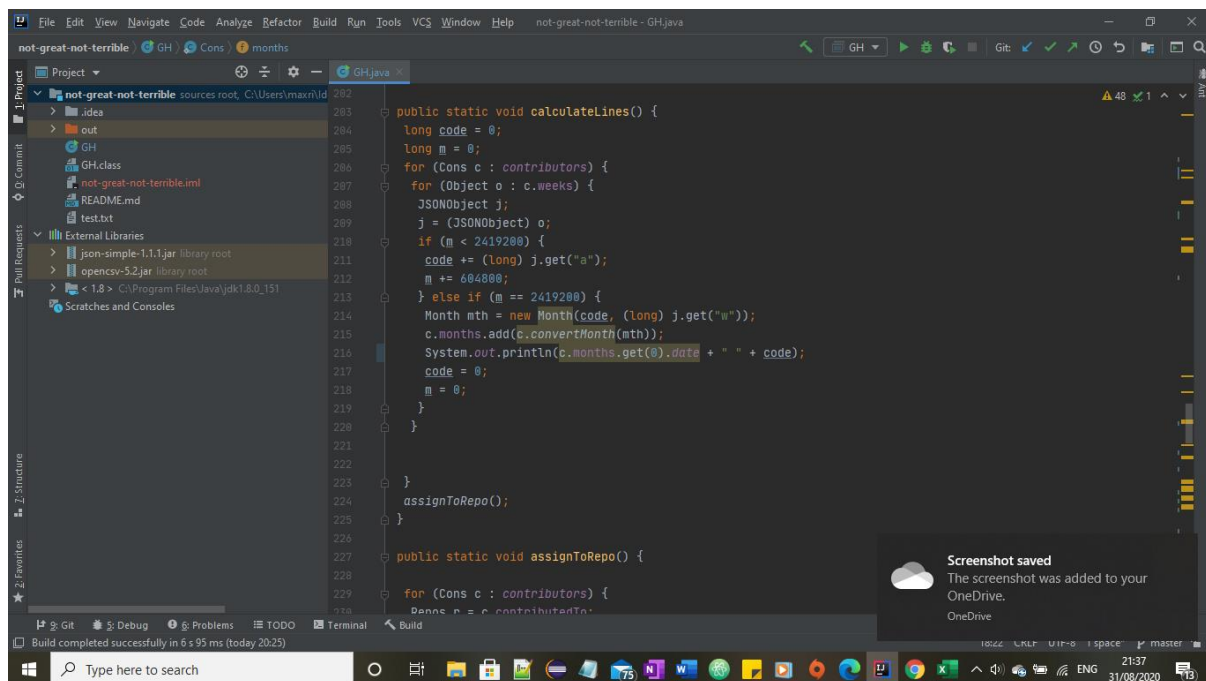 File Edit View Navigate Code Analyze Refactor Build Run Tools VCS Window Help not-great-not-terrible - GH.java
not-great-not-terrible GH Cons months GH Git:
1: Project
0: Commit
Pull Requests
7: Structure
2: Favorites
Project
not-great-not-terrible sources root, C:\Users\maxri\Id
.idea
out
GH
GH.class
not-great-not-terrible.iml
README.md
test.txt
External Libraries
json-simple-1.1.1.jar library root
opencsv-5.2.jar library root
< 1.8 > C:\Program Files\Java\jdk1.8.0_151
Scratches and Consoles
GH.java
48 1
Ant
202
203 public static void calculateLines() {
204 long code = 0;
205 long m = 0;
206 for (Cons c : contributors) {
207 for (Object o : c.weeks) {
208 JSONObject j;
209 j = (JSONObject) o;
210 if (m < 2419200) {
211 code += (long) j.get("a");
212 m += 604800;
213 } else if (m == 2419200) {
214 Month mth = new Month(code, (long) j.get("w"));
215 c.months.add(c.convertMonth(mth));
216 System.out.println(c.months.get(0).date + " " + code);
217 code = 0;
218 m = 0;
219 }
220 }
221
222
223 }
224 assignToRepo();
225 }
226
227 public static void assignToRepo() {
228
229 for (Cons c : contributors) {
230 Repos r = c.contributedTo;
Screenshot saved
The screenshot was added to your
OneDrive.
OneDrive
9: Git 5: Debug 6: Problems TODO Terminal Build
Build completed successfully in 6 s 95 ms (today 20:25) CRLF UTF-8 1 space* master
Type here to search 75 ENG 21:37
31/08/2020 13